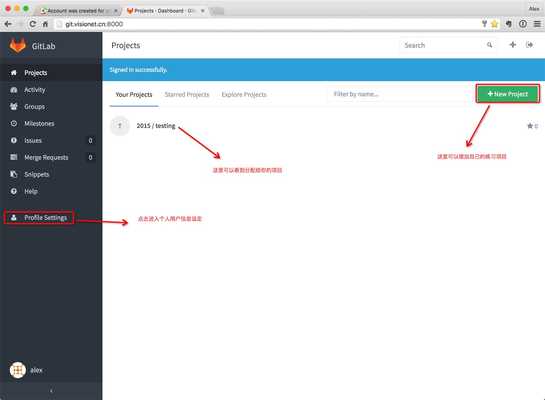 Account was created for
Projects · Dashboard · Gi
Alex
git.visionet.cn:8000
GitLab
Projects
Search
Projects
Signed in successfully.
Activity
Your Projects
Starred Projects
Explore Projects
Filter by name...
+ New Project
Groups
Milestones
T
2015 / testing
★ 0
Issues
0
Merge Requests
0
这里可以增加自己的练习项目
Snippets
这里可以看到分配给你的项目
Help
Profile Settings
点击进入个人用户信息设定
alex
‹